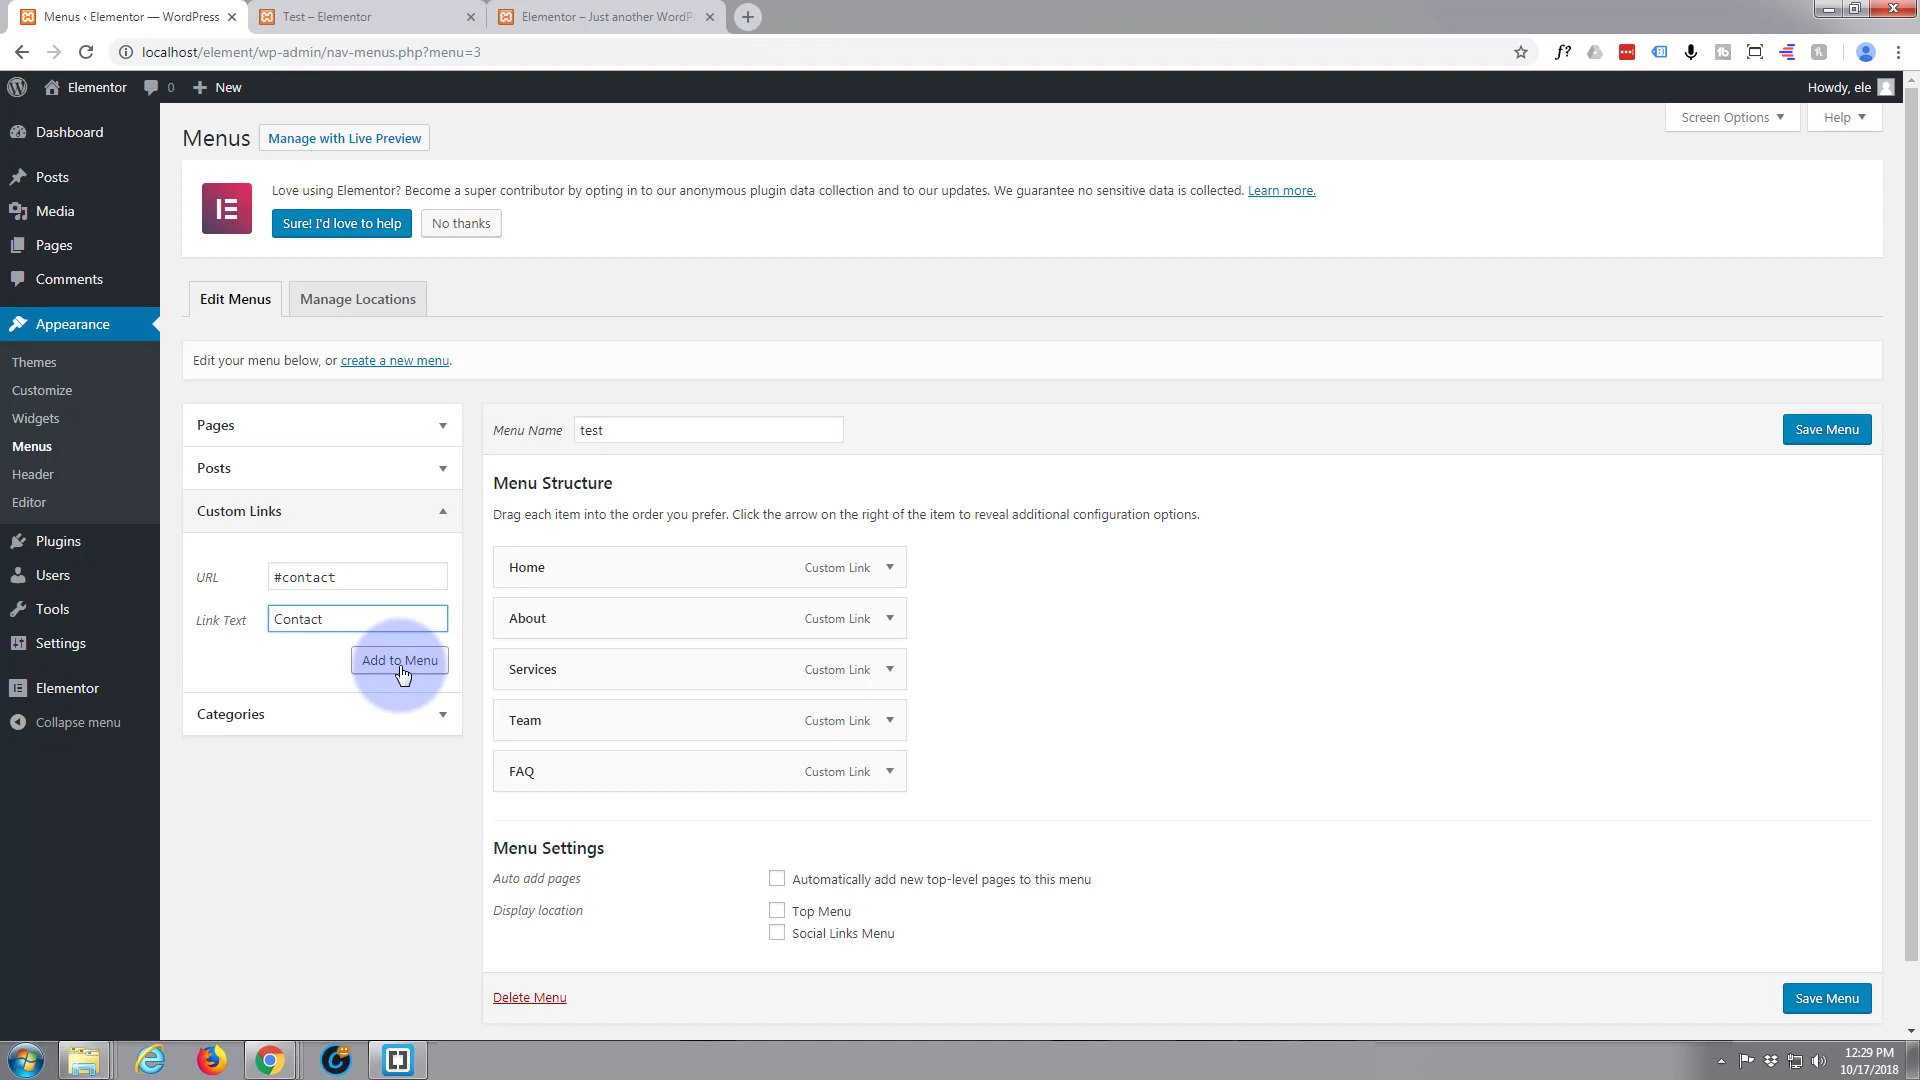 Menus ‹ Elementor — WordPress
Test – Elementor
Elementor – Just another WordP
localhost/element/wp-admin/nav-menus.php?menu=3
f?
Elementor
0
New
Howdy, ele
Dashboard
Posts
Media
Pages
Comments
Appearance
Themes
Customize
Widgets
Menus
Header
Editor
Plugins
Users
Tools
Settings
Elementor
Collapse menu
Screen Options
Help
Menus
Manage with Live Preview
Love using Elementor? Become a super contributor by opting in to our anonymous plugin data collection and to our updates. We guarantee no sensitive data is collected. Learn more.
Sure! I'd love to help
No thanks
Edit Menus
Manage Locations
Edit your menu below, or create a new menu.
Pages
Posts
Custom Links
URL
#contact
Link Text
Contact
Add to Menu
Categories
Menu Name
test
Save Menu
Menu Structure
Drag each item into the order you prefer. Click the arrow on the right of the item to reveal additional configuration options.
Home Custom Link
About Custom Link
Services Custom Link
Team Custom Link
FAQ Custom Link
Menu Settings
Auto add pages
Automatically add new top-level pages to this menu
Display location
Top Menu
Social Links Menu
Delete Menu
Save Menu
12:29 PM
10/17/2018